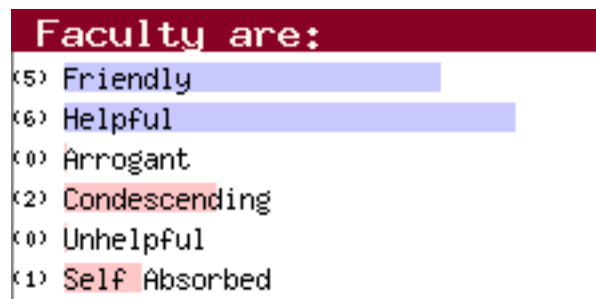 Faculty are:
(5) Friendly
(6) Helpful
(0) Arrogant
(2) Condescending
(0) Unhelpful
(1) Self Absorbed